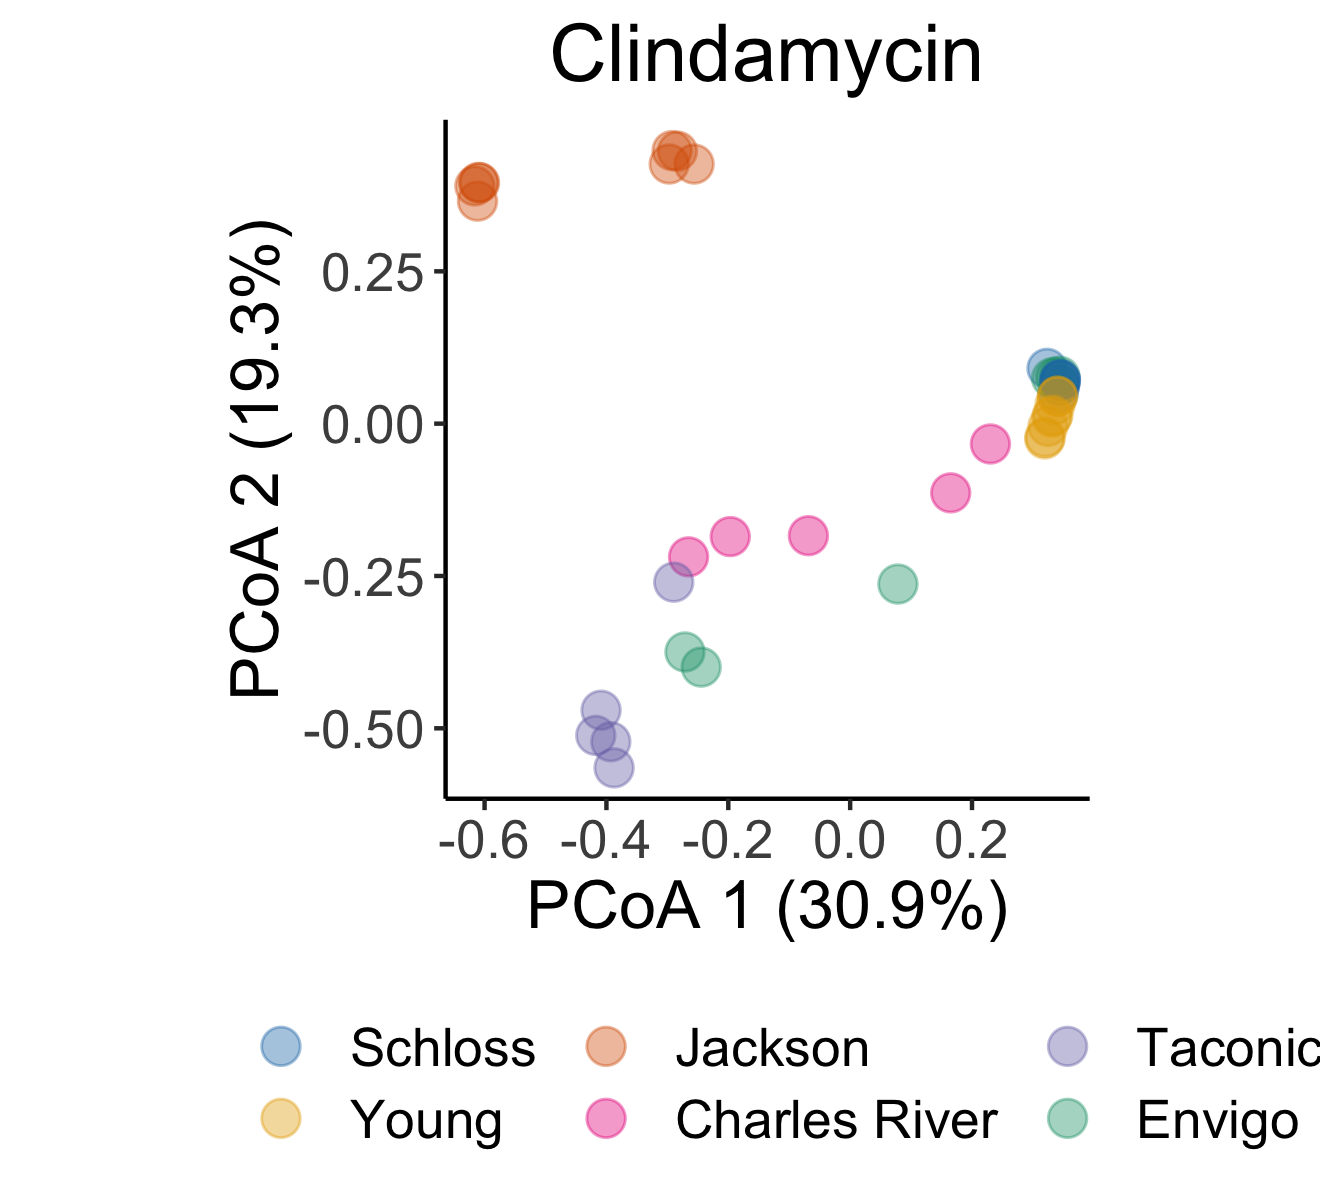 Clindamycin
PCoA 2 (19.3%)
0.25
0.00
-0.25
-0.50
-0.6 -0.4 -0.2 0.0 0.2
PCoA 1 (30.9%)
Schloss Jackson Taconic
Young Charles River Envigo